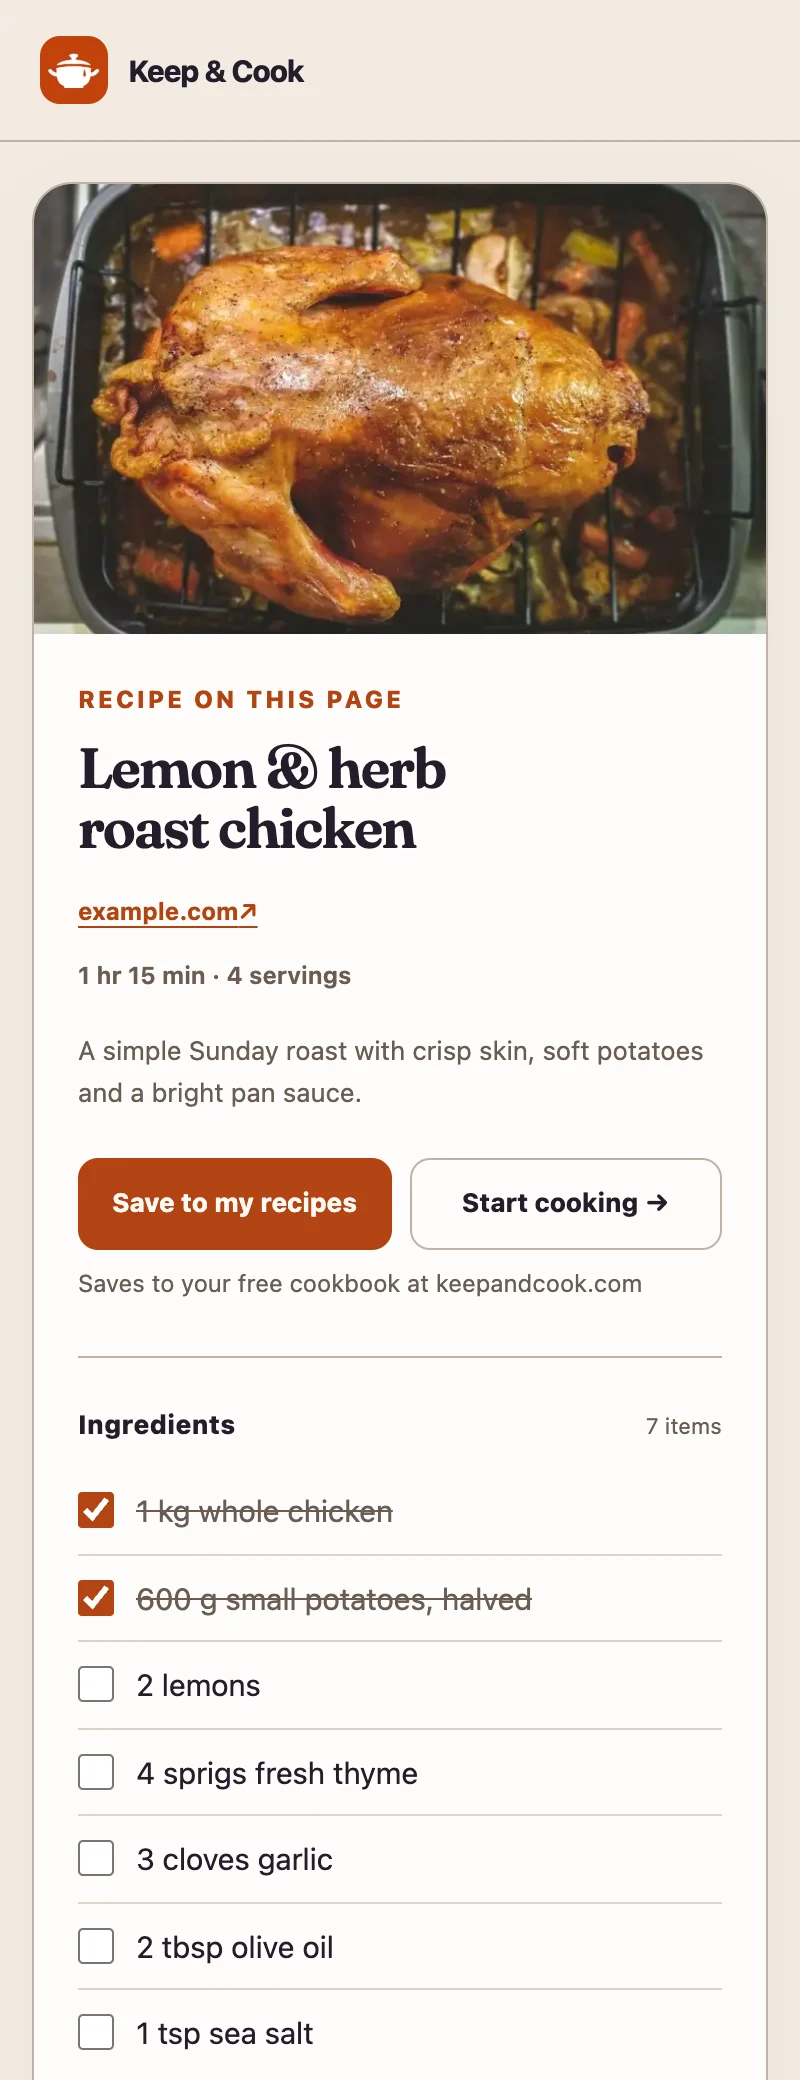 Keep & Cook
RECIPE ON THIS PAGE
Lemon & herb
roast chicken
example.com↗
1 hr 15 min · 4 servings
A simple Sunday roast with crisp skin, soft potatoes
and a bright pan sauce.
Save to my recipes
Start cooking →
Saves to your free cookbook at keepandcook.com
Ingredients
7 items
1 kg whole chicken
600 g small potatoes, halved
2 lemons
4 sprigs fresh thyme
3 cloves garlic
2 tbsp olive oil
1 tsp sea salt